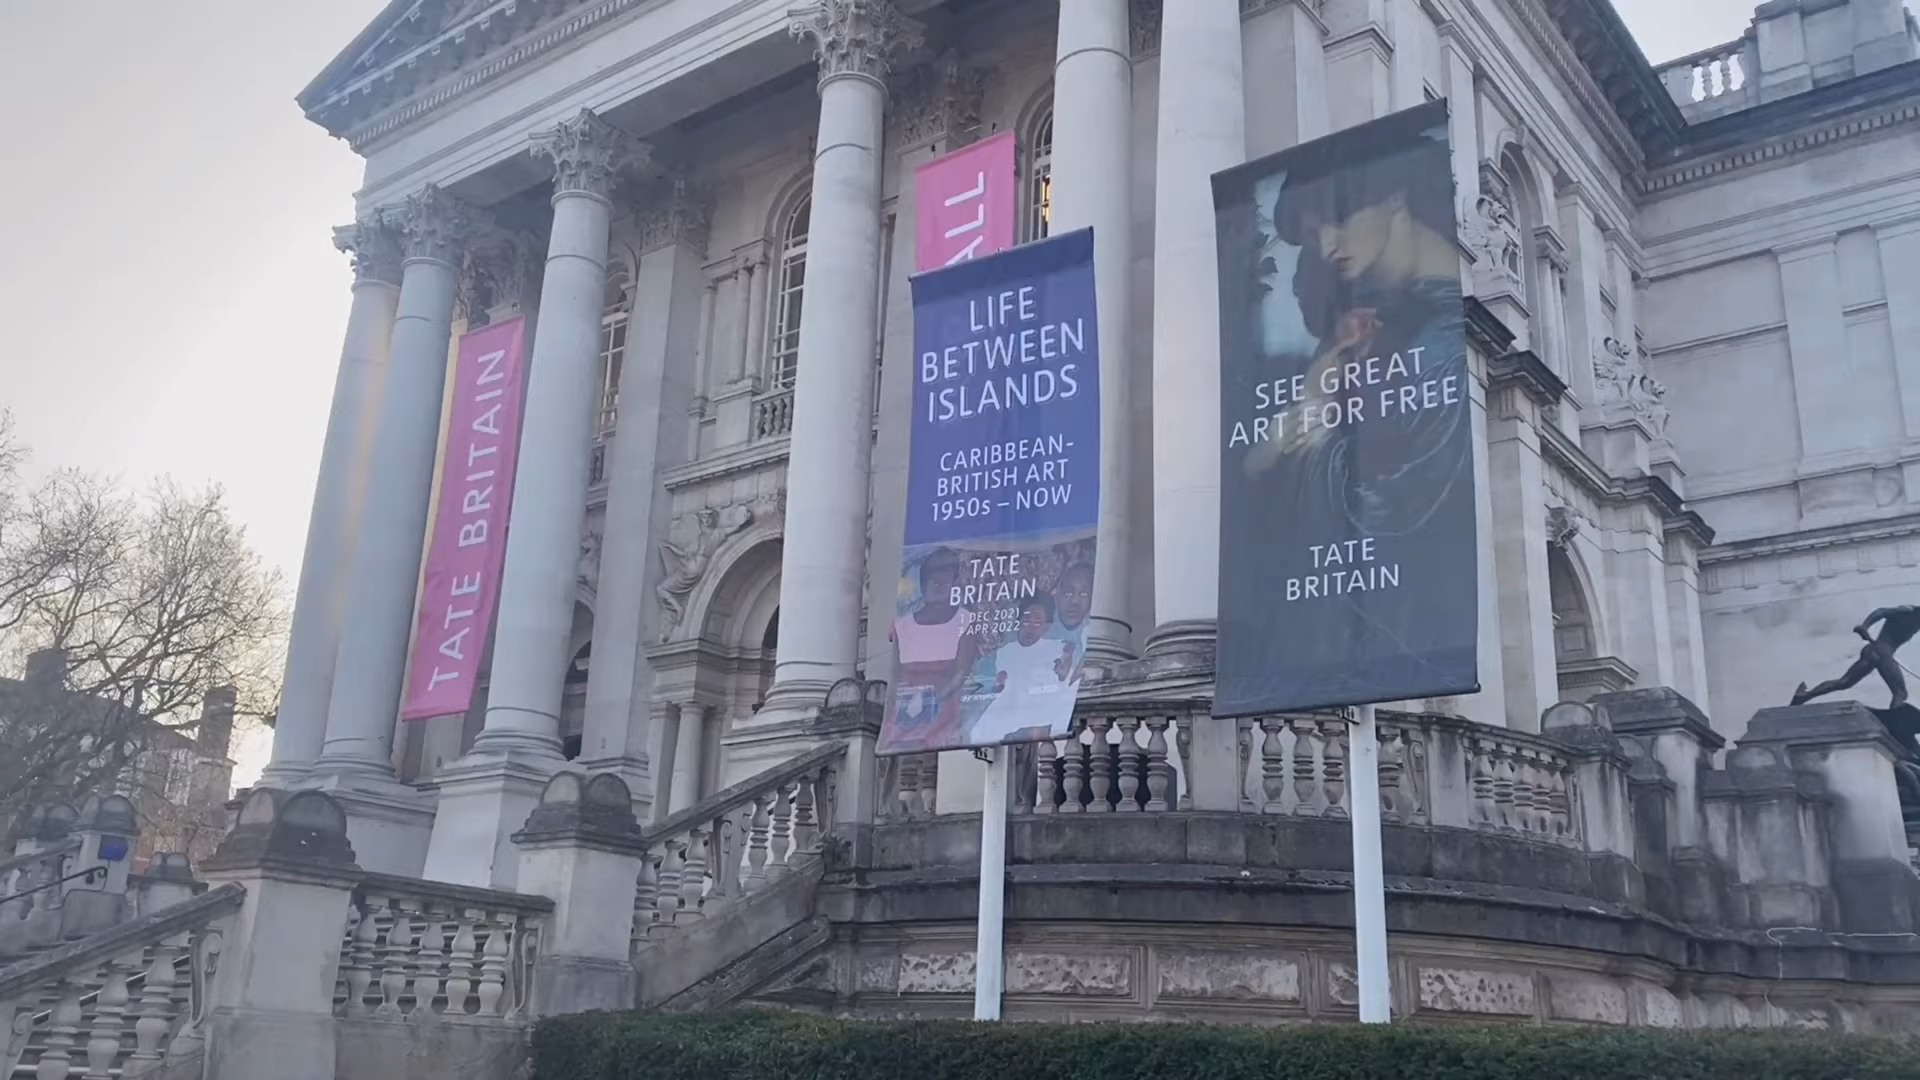 TATE BRITAIN
ALL
LIFE
BETWEEN
ISLANDS
CARIBBEAN-
BRITISH ART
1950s – NOW
TATE
BRITAIN
1 DEC 2021 –
3 APR 2022
SEE GREAT
ART FOR FREE
TATE
BRITAIN